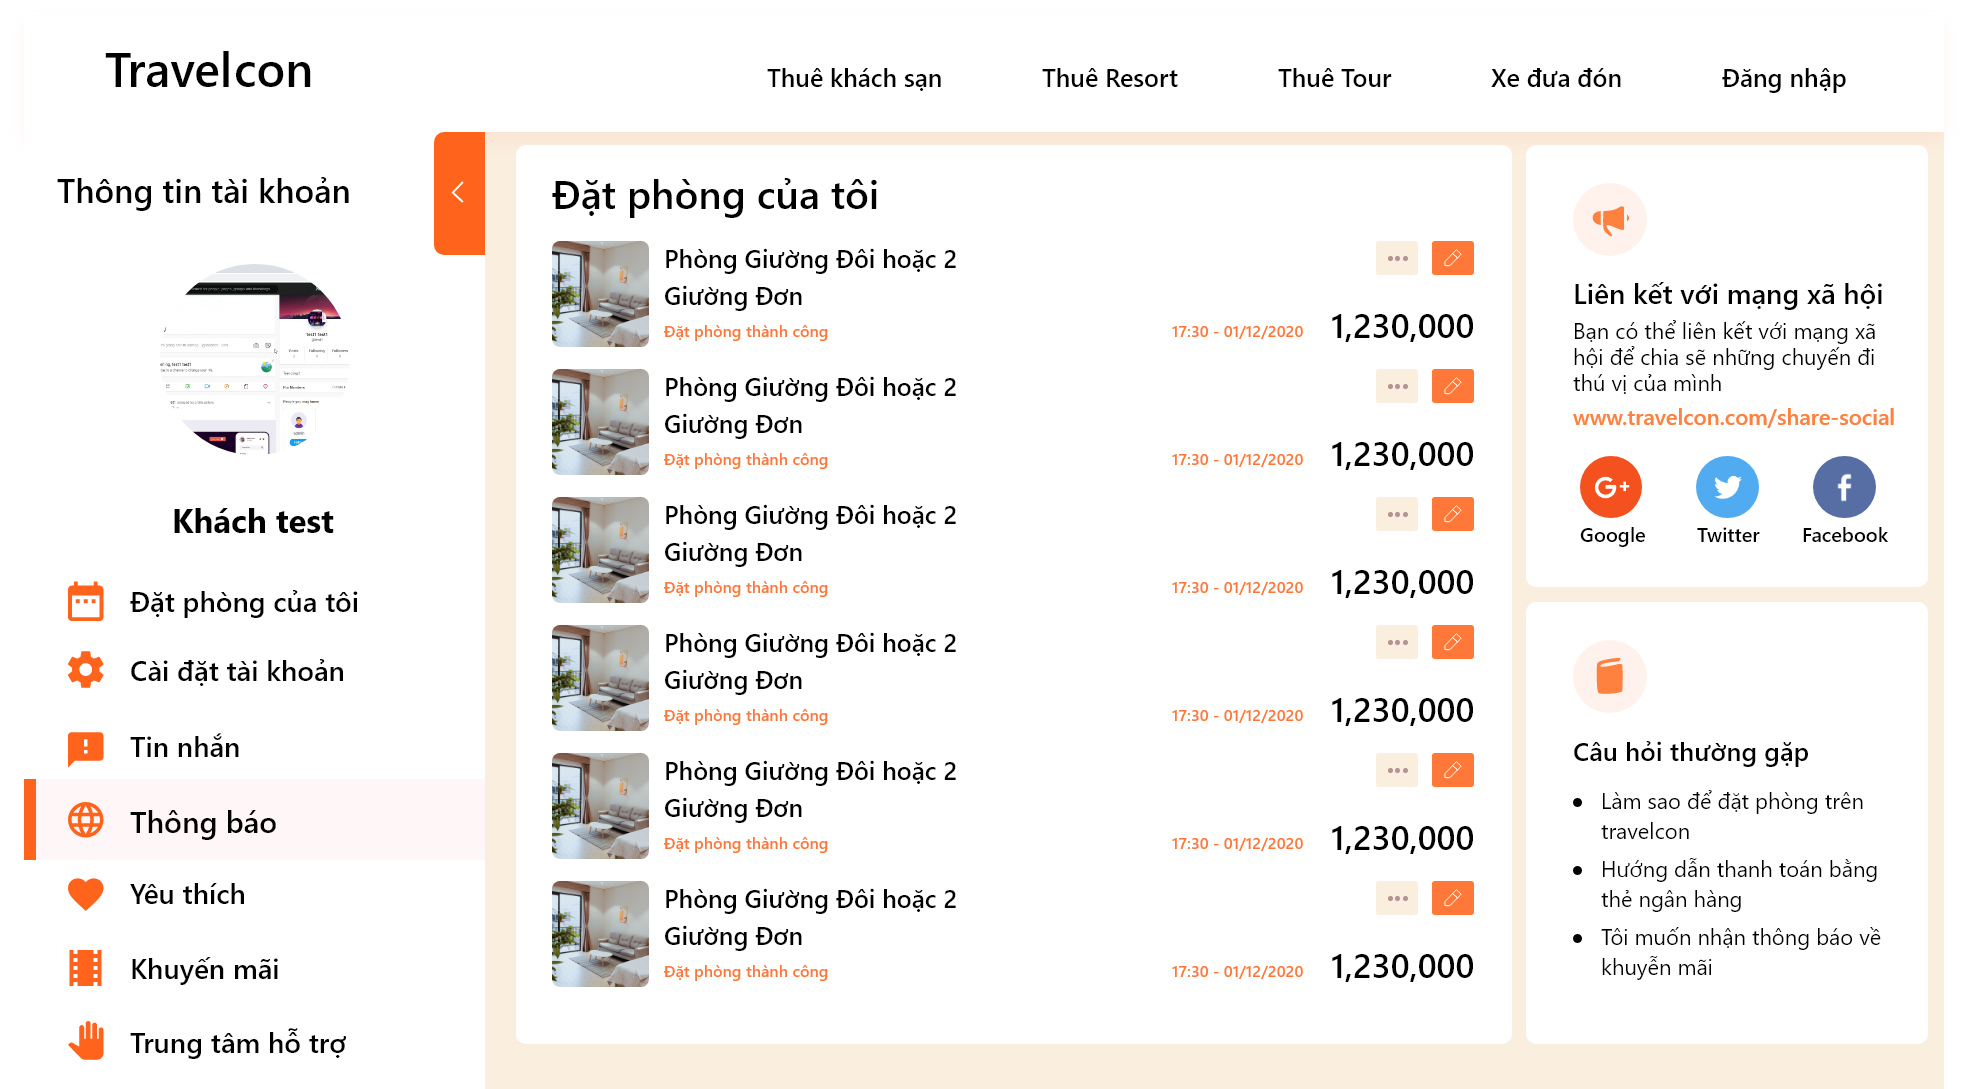 Travelcon
Thuê khách sạn
Thuê Resort
Thuê Tour
Xe đưa đón
Đăng nhập
Thông tin tài khoản
Khách test
Đặt phòng của tôi
Cài đặt tài khoản
Tin nhắn
Thông báo
Yêu thích
Khuyến mãi
Trung tâm hỗ trợ
Đặt phòng của tôi
Phòng Giường Đôi hoặc 2
Giường Đơn
Đặt phòng thành công
17:30 - 01/12/2020
1,230,000
Phòng Giường Đôi hoặc 2
Giường Đơn
Đặt phòng thành công
17:30 - 01/12/2020
1,230,000
Phòng Giường Đôi hoặc 2
Giường Đơn
Đặt phòng thành công
17:30 - 01/12/2020
1,230,000
Phòng Giường Đôi hoặc 2
Giường Đơn
Đặt phòng thành công
17:30 - 01/12/2020
1,230,000
Phòng Giường Đôi hoặc 2
Giường Đơn
Đặt phòng thành công
17:30 - 01/12/2020
1,230,000
Phòng Giường Đôi hoặc 2
Giường Đơn
Đặt phòng thành công
17:30 - 01/12/2020
1,230,000
Liên kết với mạng xã hội
Bạn có thể liên kết với mạng xã
hội để chia sẽ những chuyến đi
thú vị của mình
www.travelcon.com/share-social
G+
Google
Twitter
Facebook
Câu hỏi thường gặp
Làm sao để đặt phòng trên
travelcon
Hướng dẫn thanh toán bằng
thẻ ngân hàng
Tôi muốn nhận thông báo về
khuyễn mãi